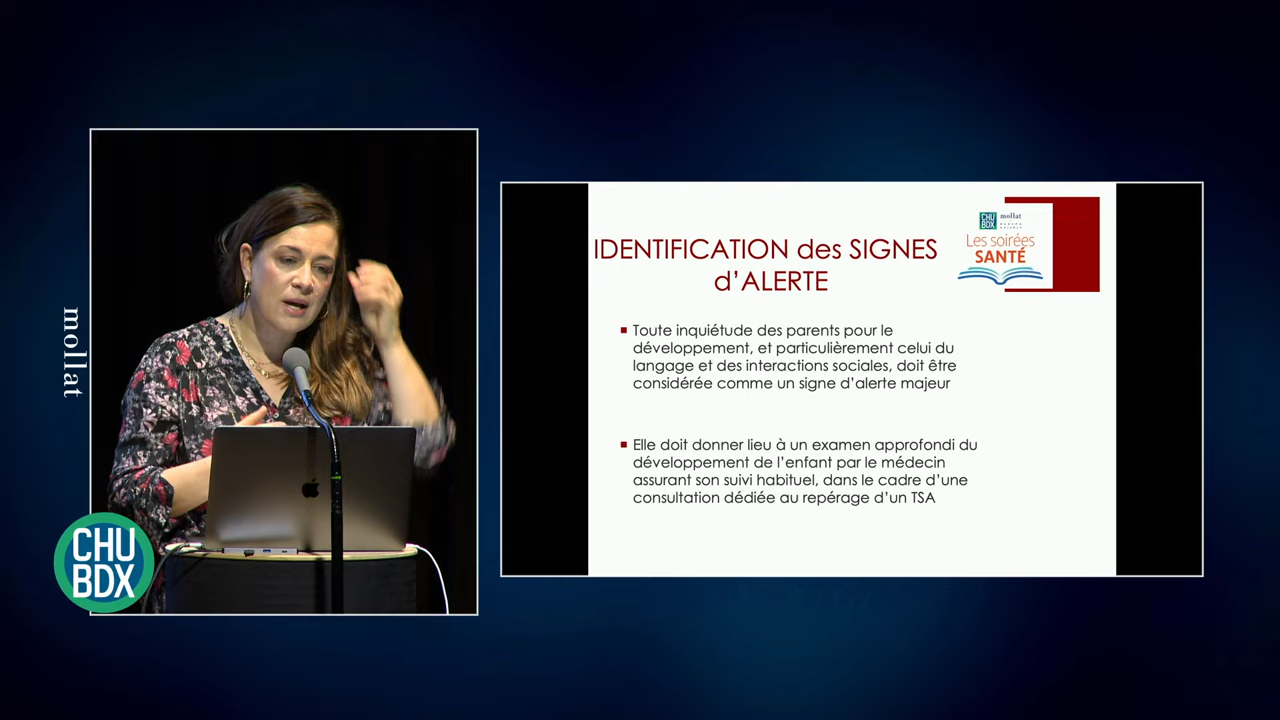 mollat
CHU
BDX
IDENTIFICATION des SIGNES
d'ALERTE
CHU
BDX
mollat
Les soirées
SANTÉ
▪ Toute inquiétude des parents pour le
développement, et particulièrement celui du
langage et des interactions sociales, doit être
considérée comme un signe d'alerte majeur
▪ Elle doit donner lieu à un examen approfondi du
développement de l'enfant par le médecin
assurant son suivi habituel, dans le cadre d'une
consultation dédiée au repérage d'un TSA